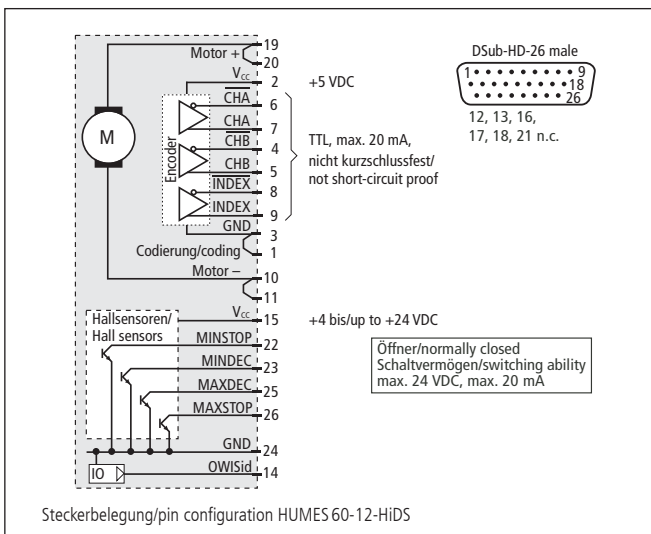 Motor + 19
20
V_CC 2 +5 VDC
C̅H̅A̅ 6
CHA 7
C̅H̅B̅ 4
CHB 5
I̅N̅D̅E̅X̅ 8
INDEX 9
GND 3
Codierung/coding 1
Motor – 10
11
M
Encoder
TTL, max. 20 mA,
nicht kurzschlussfest/
not short-circuit proof
DSub-HD-26 male
1 9
18
26
12, 13, 16,
17, 18, 21 n.c.
Hallsensoren/
Hall sensors
V_CC 15 +4 bis/up to +24 VDC
MINSTOP 22
MINDEC 23
MAXDEC 25
MAXSTOP 26
GND 24
IO OWISid 14
Öffner/normally closed
Schaltvermögen/switching ability
max. 24 VDC, max. 20 mA
Steckerbelegung/pin configuration HUMES 60-12-HiDS